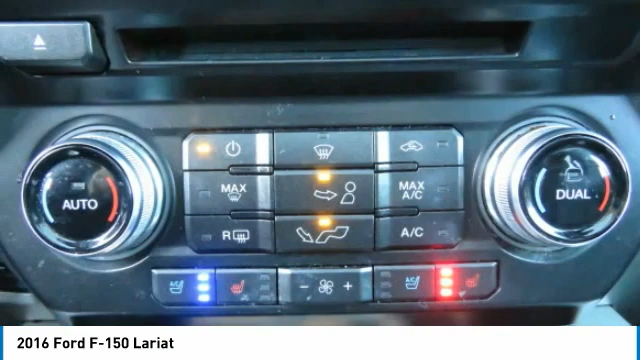 MAX
MAX
A/C
AUTO
DUAL
R
A/C
A/C
A/C
2016 Ford F-150 Lariat